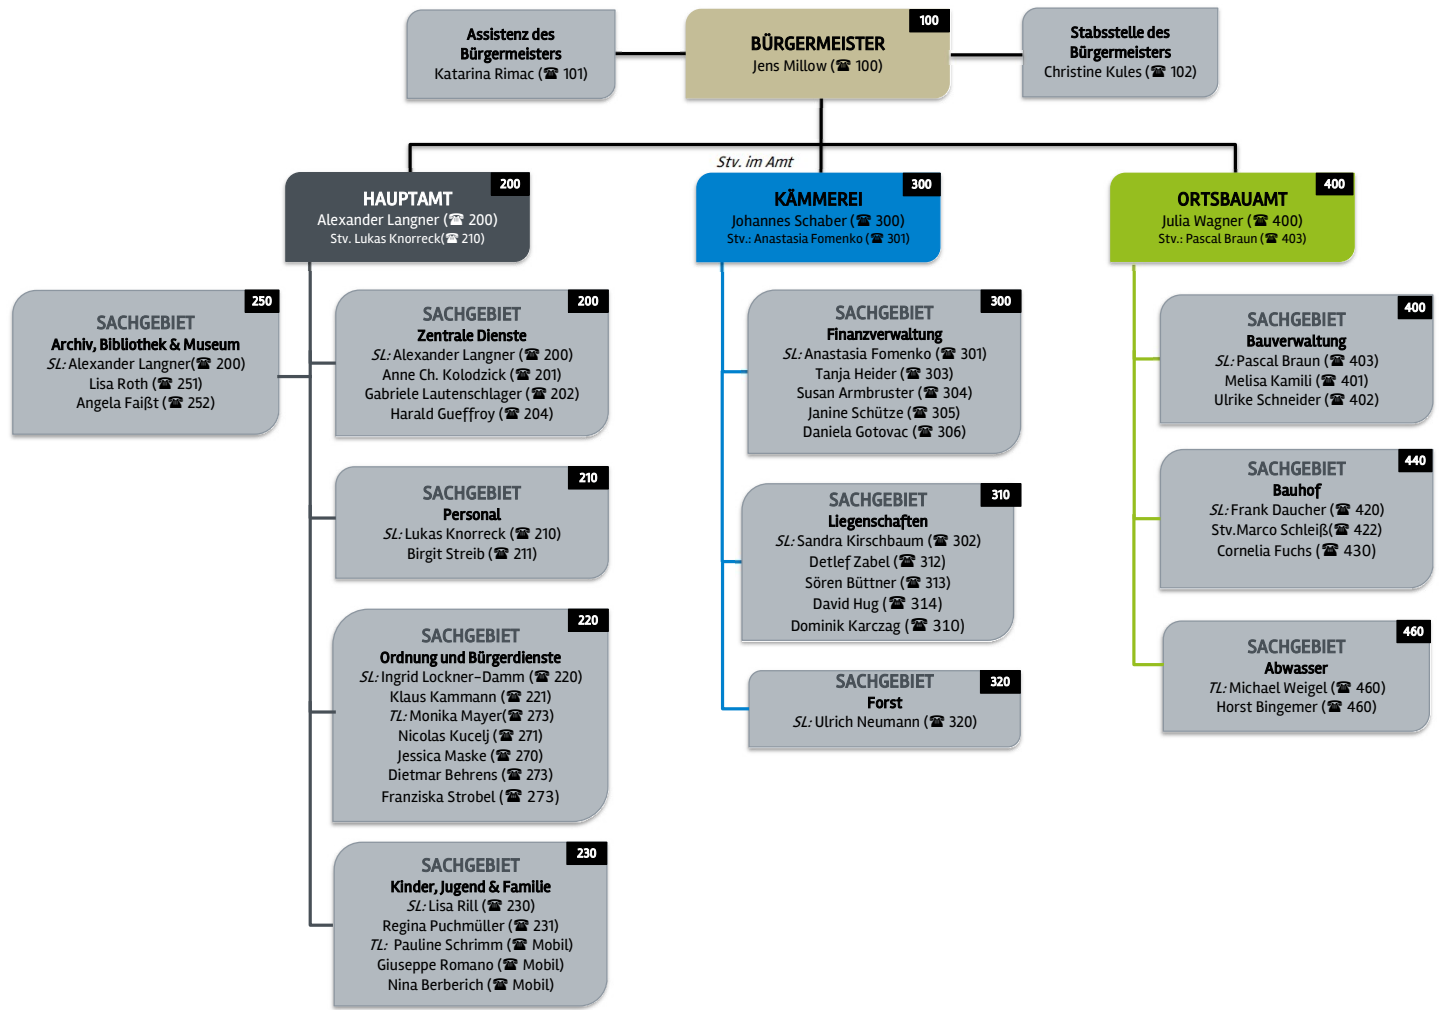 Assistenz des
Bürgermeisters
Katarina Rimac (☎ 101)
100
BÜRGERMEISTER
Jens Millow (☎ 100)
Stabsstelle des
Bürgermeisters
Christine Kules (☎ 102)
Stv. im Amt
200
HAUPTAMT
Alexander Langner (☎ 200)
Stv. Lukas Knorreck(☎ 210)
300
KÄMMEREI
Johannes Schaber (☎ 300)
Stv.: Anastasia Fomenko (☎ 301)
400
ORTSBAUAMT
Julia Wagner (☎ 400)
Stv.: Pascal Braun (☎ 403)
250
SACHGEBIET
Archiv, Bibliothek & Museum
SL: Alexander Langner(☎ 200)
Lisa Roth (☎ 251)
Angela Faißt (☎ 252)
200
SACHGEBIET
Zentrale Dienste
SL: Alexander Langner (☎ 200)
Anne Ch. Kolodzick (☎ 201)
Gabriele Lautenschlager (☎ 202)
Harald Gueffroy (☎ 204)
210
SACHGEBIET
Personal
SL: Lukas Knorreck (☎ 210)
Birgit Streib (☎ 211)
220
SACHGEBIET
Ordnung und Bürgerdienste
SL: Ingrid Lockner-Damm (☎ 220)
Klaus Kammann (☎ 221)
TL: Monika Mayer(☎ 273)
Nicolas Kucelj (☎ 271)
Jessica Maske (☎ 270)
Dietmar Behrens (☎ 273)
Franziska Strobel (☎ 273)
230
SACHGEBIET
Kinder, Jugend & Familie
SL: Lisa Rill (☎ 230)
Regina Puchmüller (☎ 231)
TL: Pauline Schrimm (☎ Mobil)
Giuseppe Romano (☎ Mobil)
Nina Berberich (☎ Mobil)
300
SACHGEBIET
Finanzverwaltung
SL: Anastasia Fomenko (☎ 301)
Tanja Heider (☎ 303)
Susan Armbruster (☎ 304)
Janine Schütze (☎ 305)
Daniela Gotovac (☎ 306)
310
SACHGEBIET
Liegenschaften
SL: Sandra Kirschbaum (☎ 302)
Detlef Zabel (☎ 312)
Sören Büttner (☎ 313)
David Hug (☎ 314)
Dominik Karczag (☎ 310)
320
SACHGEBIET
Forst
SL: Ulrich Neumann (☎ 320)
400
SACHGEBIET
Bauverwaltung
SL: Pascal Braun (☎ 403)
Melisa Kamili (☎ 401)
Ulrike Schneider (☎ 402)
440
SACHGEBIET
Bauhof
SL: Frank Daucher (☎ 420)
Stv.Marco Schleiß(☎ 422)
Cornelia Fuchs (☎ 430)
460
SACHGEBIET
Abwasser
TL: Michael Weigel (☎ 460)
Horst Bingemer (☎ 460)